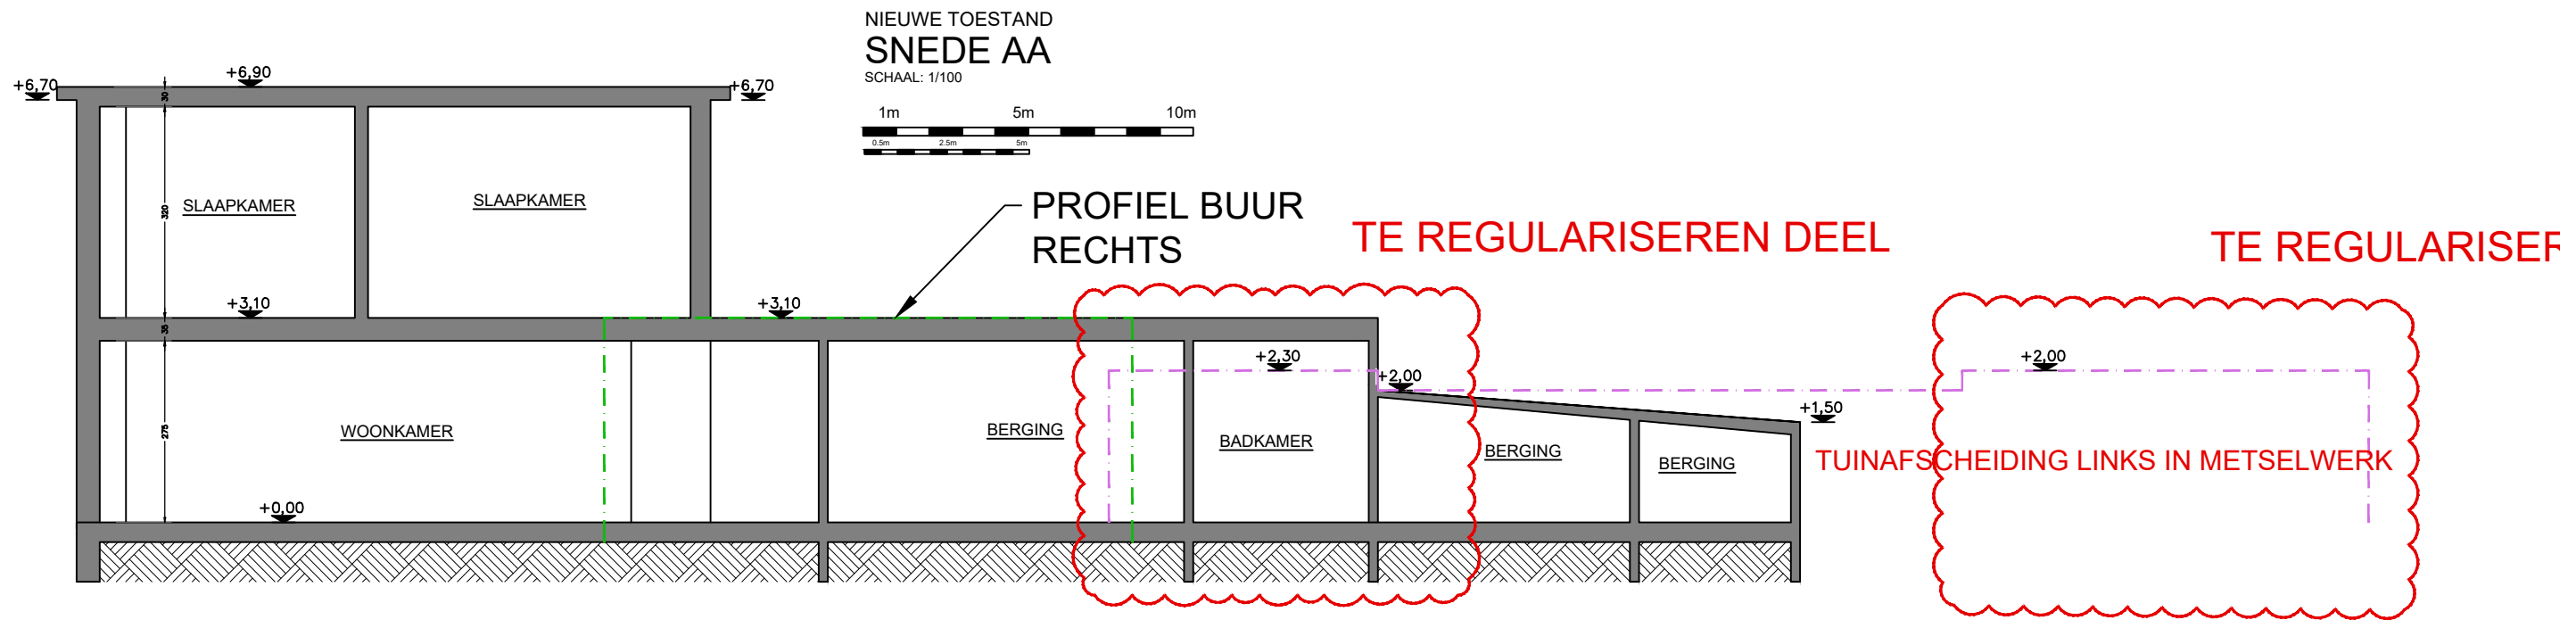 NIEUWE TOESTAND
SNEDE AA
SCHAAL: 1/100
1m 5m 10m
0.5m 2.5m 5m
+6,70
+6,90
+6,70
30
320
SLAAPKAMER
SLAAPKAMER
PROFIEL BUUR
RECHTS
TE REGULARISEREN DEEL
TE REGULARISER
+3,10
+3,10
35
+2,30
+2,00
+2,00
+1,50
275
WOONKAMER
BERGING
BADKAMER
BERGING
BERGING
TUINAFSCHEIDING LINKS IN METSELWERK
+0,00